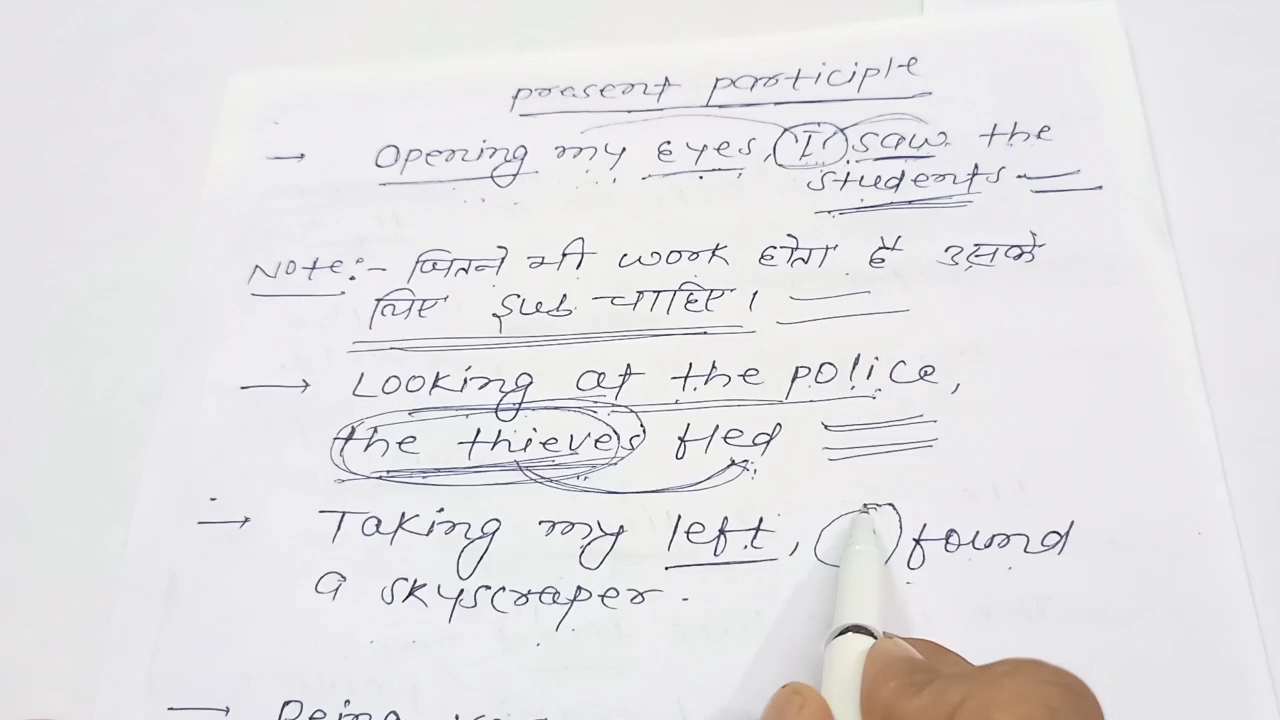 present participle
→ Opening my eyes, I saw the
students
Note:- जितने भी work होता है उसके
लिए sub चाहिए।
→ Looking at the police,
the thieves fled
→ Taking my left, found
a skyscraper.
→ Being